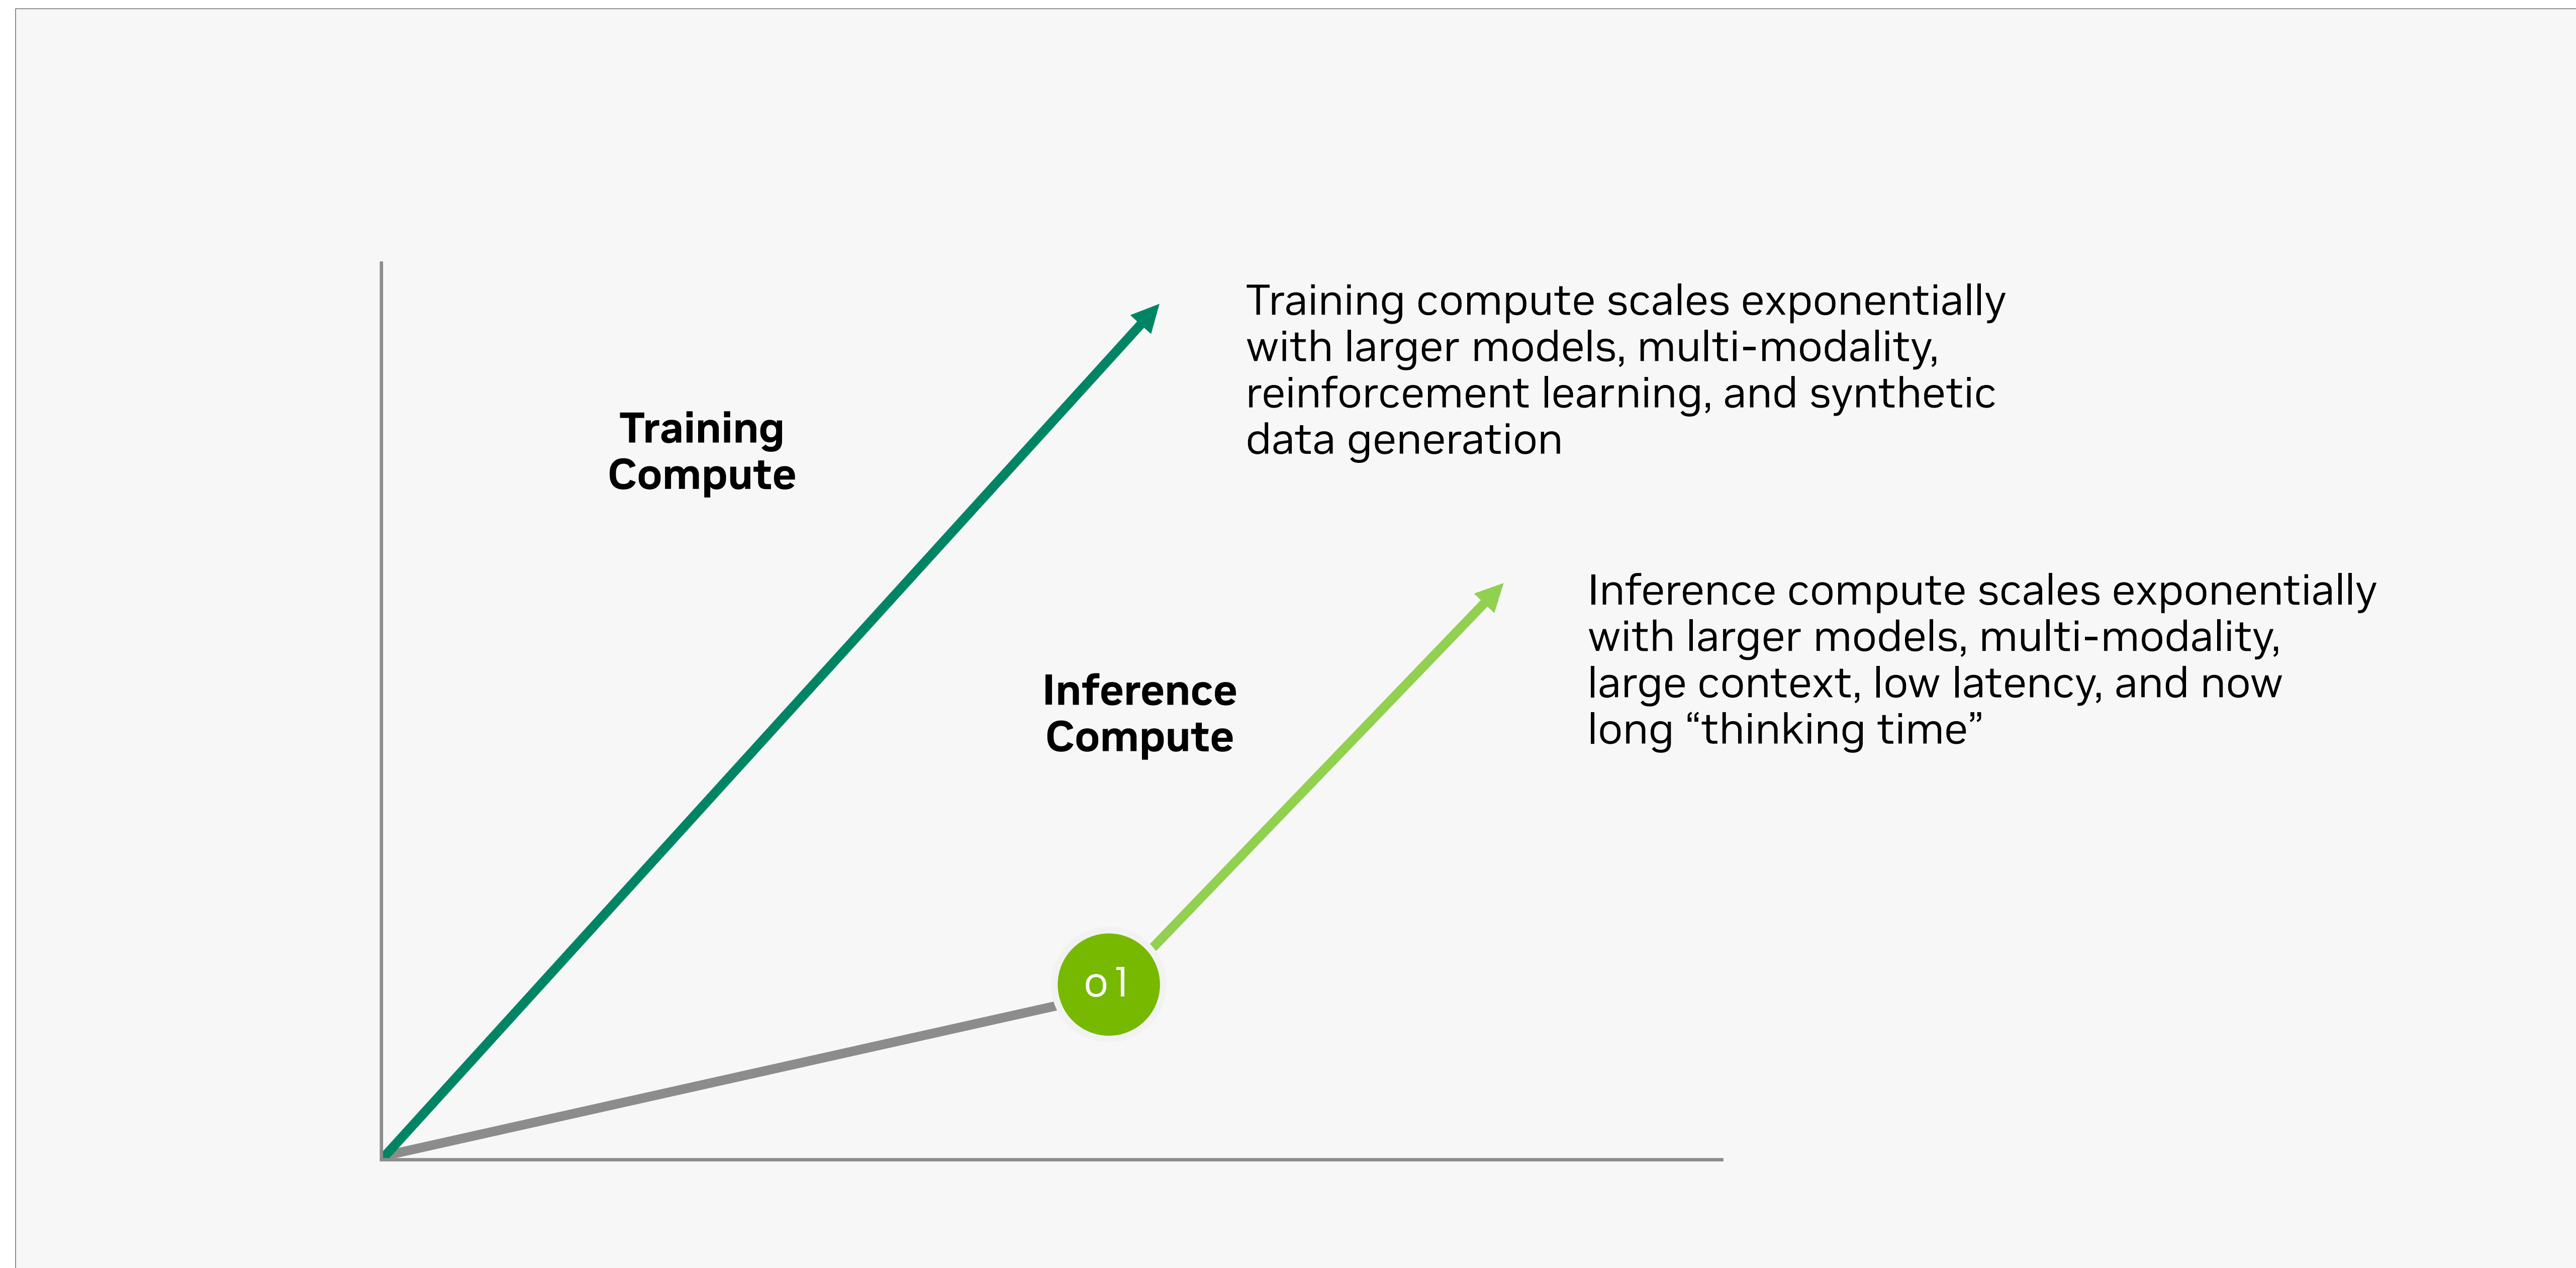 Training compute scales exponentially
with larger models, multi-modality,
reinforcement learning, and synthetic
data generation
Training
Compute
Inference compute scales exponentially
with larger models, multi-modality,
large context, low latency, and now
long “thinking time”
Inference
Compute
o1